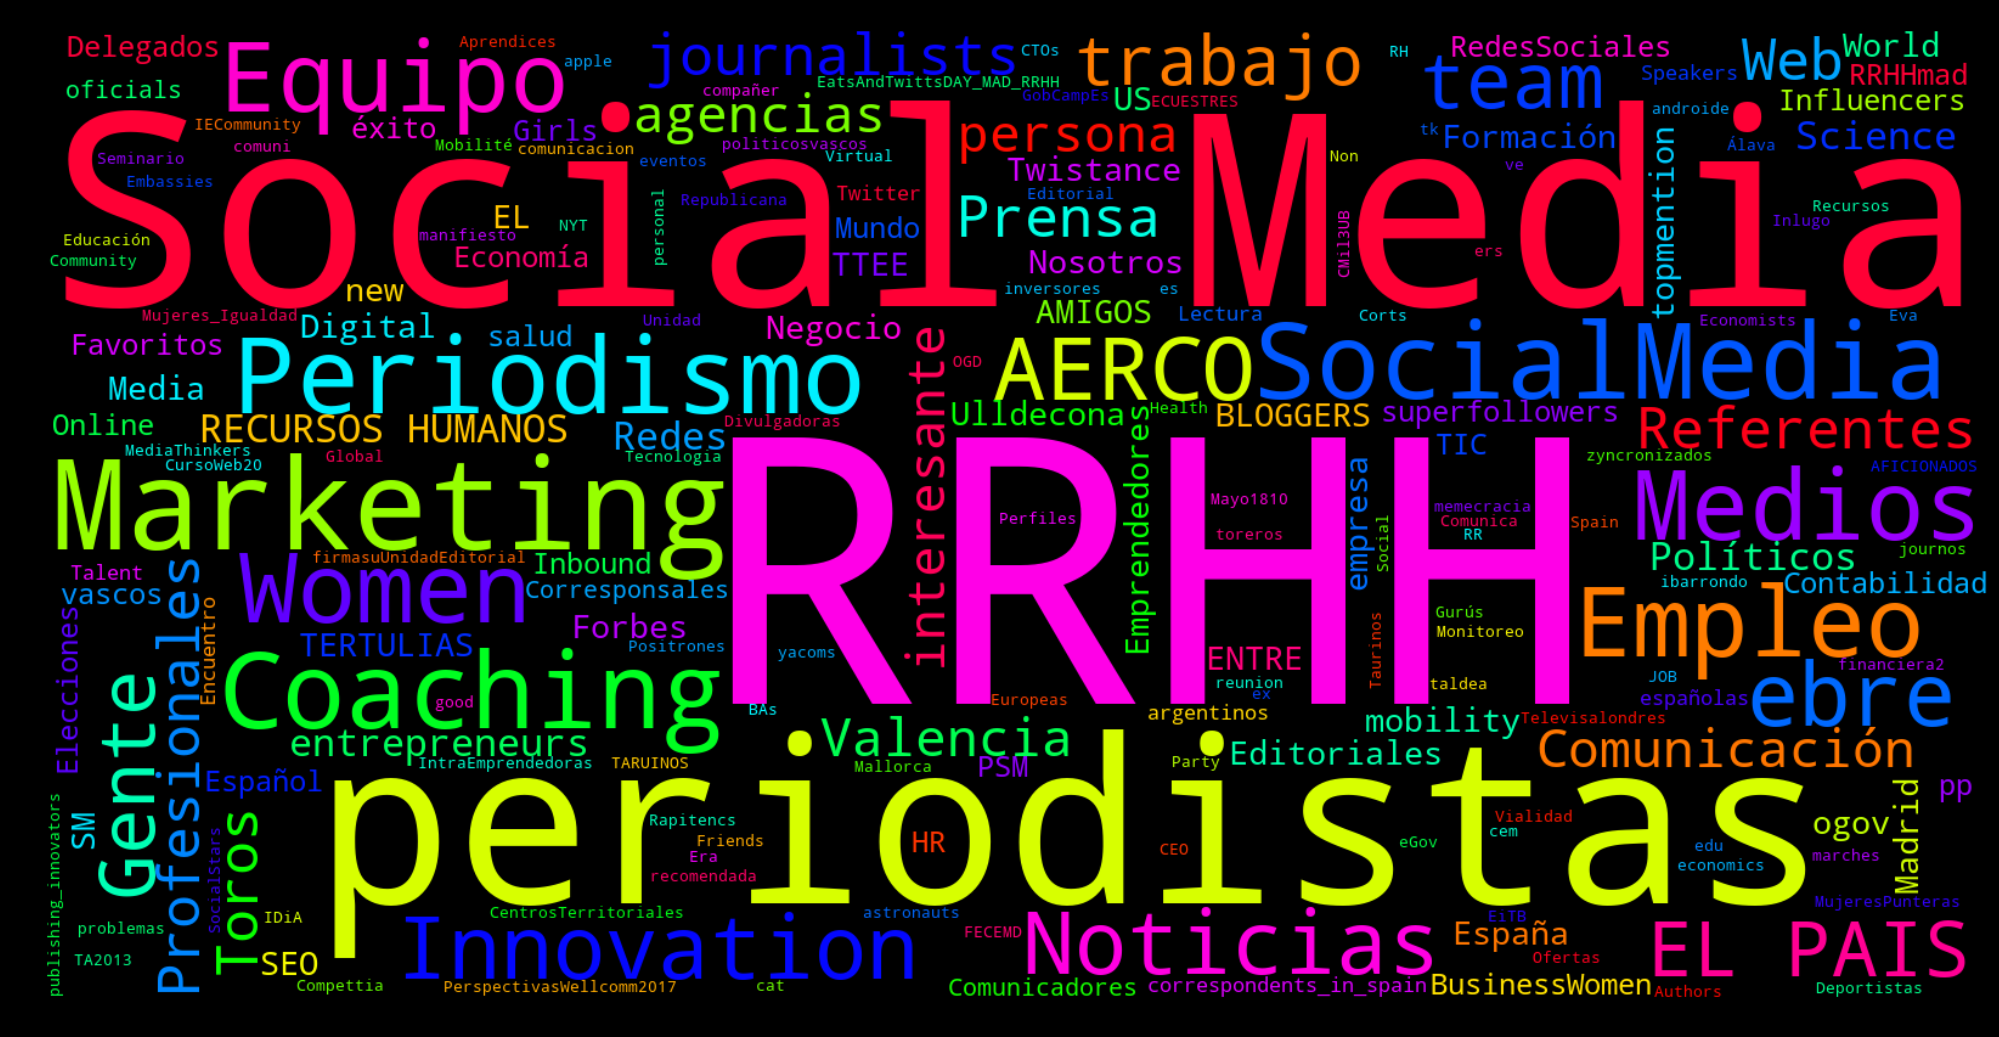 Delegados
Equipo
Aprendices
apple
journalists
CTOs
trabajo
RH
RedesSociales
team
Speakers
Web
World
RRHHmad
oficials
compañer
EatsAndTwittsDAY_MAD_RRHH
GobCampEs
US
ECUESTRES
androide
Influencers
IECommunity
éxito
Girls
agencias
persona
tk
Formación
Álava
Science
Social Media
Seminario
comuni
Mobilité
comunicacion
eventos
politicosvascos
Virtual
Twistance
Non
ve
topmention
Embassies
Republicana
Twitter
Editorial
Recursos
EL
NYT
personal
Mundo
Prensa
CMil3UB
Inlugo
Educación
manifiesto
Community
Economía
TTEE
Nosotros
ers
new
inversores
es
Mujeres_Igualdad
Digital
salud
Unidad
Negocio
AMIGOS
Lectura
Corts
Economists
Eva
Favoritos
Periodismo
interesante
OGD
AERCO
SocialMedia
Media
Online
RECURSOS HUMANOS
Redes
Divulgadoras
Ulldecona
Health
BLOGGERS
superfollowers
Referentes
MediaThinkers
CursoWeb20
Global
Tecnología
Emprendedores
TIC
zyncronizados
AFICIONADOS
Marketing
RRHH
Perfiles
Mayo1810
toreros
empresa
Social
memecracia
Comunica
RR
Spain
Medios
firmasuUnidadEditorial
Inbound
Políticos
journos
Talent
vascos
Women
Corresponsales
ibarrondo
Contabilidad
Elecciones
Profesionales
Encuentro
TERTULIAS
Forbes
Positrones
yacoms
ENTRE
reunion
ex
Taurinos
Gurús
Monitoreo
taldea
Empleo
financiera2
JOB
españolas
ebre
Gente
Coaching
good
BAs
Europeas
argentinos
mobility
Televisalondres
entrepreneurs
Valencia
Editoriales
Comunicación
IntraEmprendedoras
TARUINOS
Mallorca
PSM
Party
Español
periodistas
Madrid
pp
publishing_innovators
SM
Toros
SocialStars
Rapitencs
Friends
Era
recomendada
HR
CEO
eGov
Vialidad
cem
edu
economics
ogov
marches
MujeresPunteras
IDiA
CentrosTerritoriales
astronauts
EiTB
problemas
Innovation
FECEMD
Noticias
España
EL PAIS
TA2013
SEO
Ofertas
Compettia
PerspectivasWellcomm2017
cat
Comunicadores
correspondents_in_spain
BusinessWomen
Authors
Deportistas